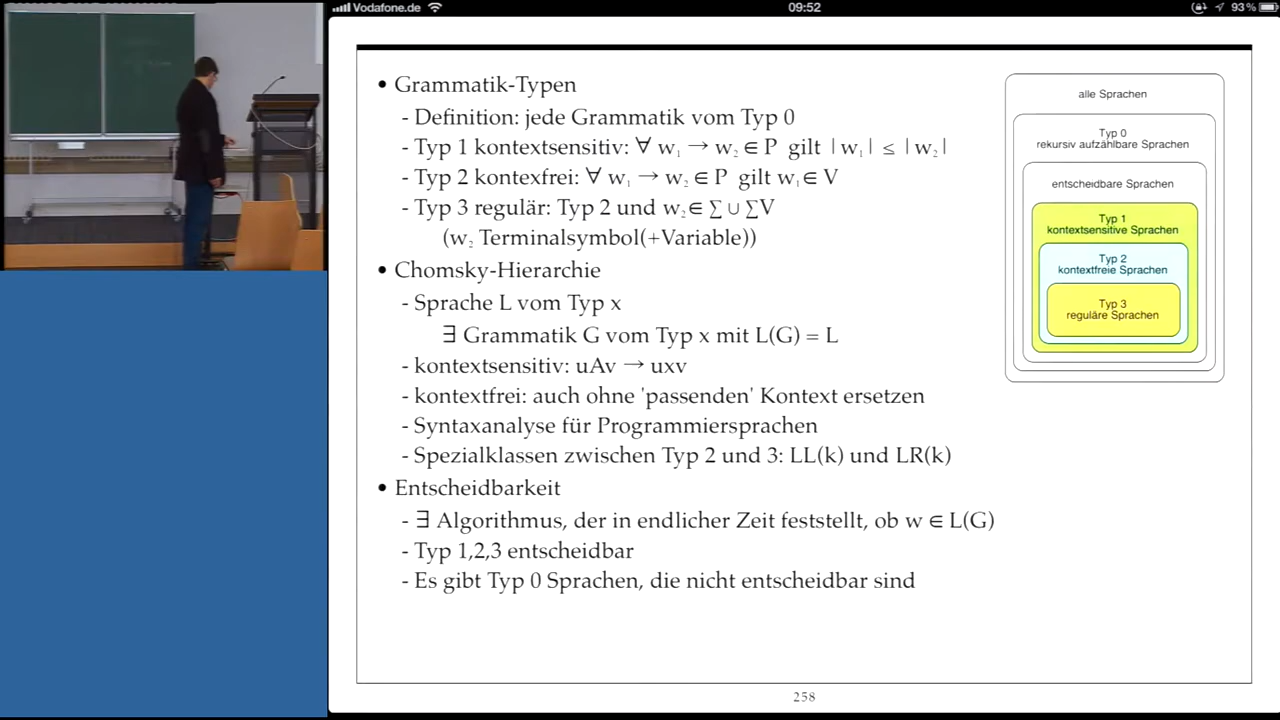 Vodafone.de 09:52 93%
• Grammatik-Typen
- Definition: jede Grammatik vom Typ 0
- Typ 1 kontextsensitiv: ∀ w₁ → w₂ ∈ P gilt |w₁| ≤ |w₂|
- Typ 2 kontexfrei: ∀ w₁ → w₂ ∈ P gilt w₁ ∈ V
- Typ 3 regulär: Typ 2 und w₂ ∈ ∑ ∪ ∑V
(w₂ Terminalsymbol(+Variable))
• Chomsky-Hierarchie
- Sprache L vom Typ x
∃ Grammatik G vom Typ x mit L(G) = L
- kontextsensitiv: uAv → uxv
- kontextfrei: auch ohne 'passenden' Kontext ersetzen
- Syntaxanalyse für Programmiersprachen
- Spezialklassen zwischen Typ 2 und 3: LL(k) und LR(k)
• Entscheidbarkeit
- ∃ Algorithmus, der in endlicher Zeit feststellt, ob w ∈ L(G)
- Typ 1,2,3 entscheidbar
- Es gibt Typ 0 Sprachen, die nicht entscheidbar sind
alle Sprachen
Typ 0
rekursiv aufzählbare Sprachen
entscheidbare Sprachen
Typ 1
kontextsensitive Sprachen
Typ 2
kontextfreie Sprachen
Typ 3
reguläre Sprachen
258